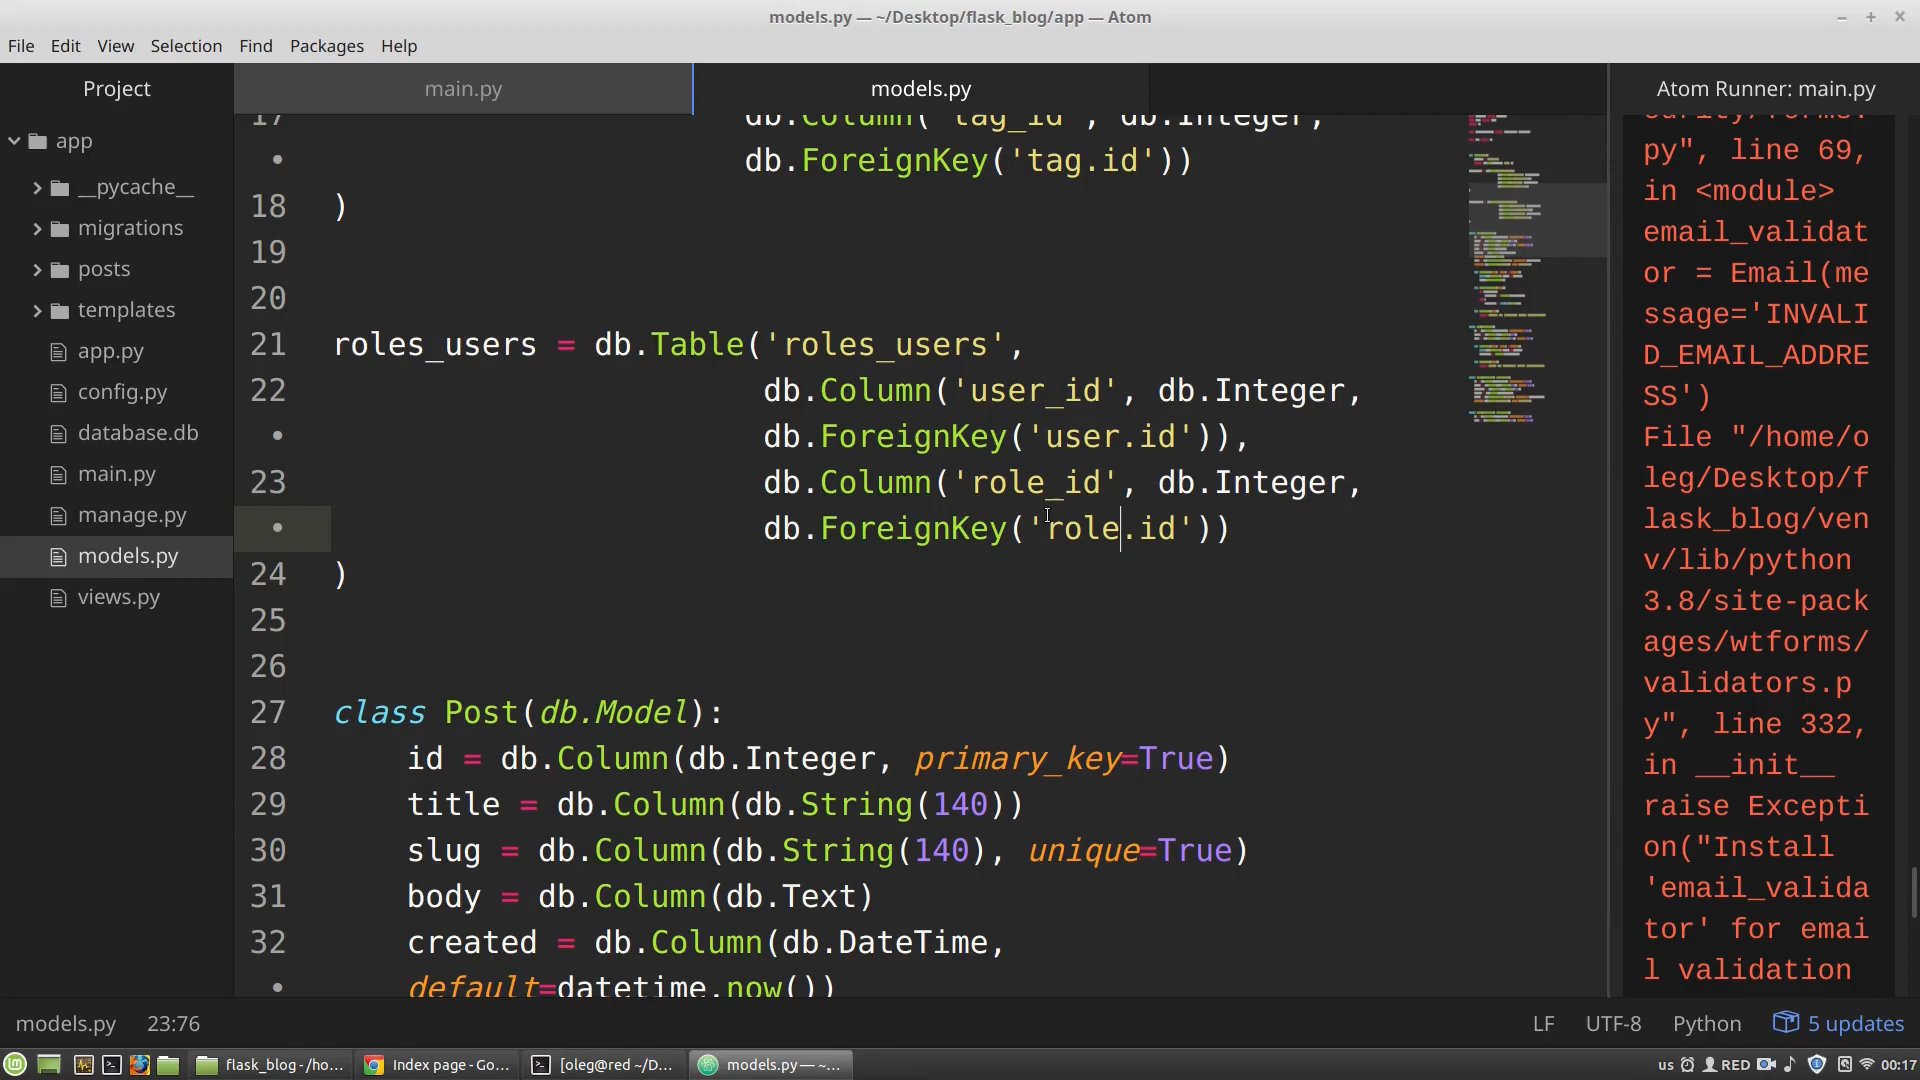 models.py — ~/Desktop/flask_blog/app — Atom
File Edit View Selection Find Packages Help
Project
main.py
models.py
Atom Runner: main.py
app
__pycache__
migrations
posts
templates
app.py
config.py
database.db
main.py
manage.py
models.py
views.py
17 db.Column('tag_id', db.Integer,
• db.ForeignKey('tag.id'))
18 )
19
20
21 roles_users = db.Table('roles_users',
22 db.Column('user_id', db.Integer,
• db.ForeignKey('user.id')),
23 db.Column('role_id', db.Integer,
• db.ForeignKey('role.id'))
24 )
25
26
27 class Post(db.Model):
28 id = db.Column(db.Integer, primary_key=True)
29 title = db.Column(db.String(140))
30 slug = db.Column(db.String(140), unique=True)
31 body = db.Column(db.Text)
32 created = db.Column(db.DateTime,
• default=datetime.now())
curity/forms.
py", line 69,
in <module>
email_validat
or = Email(me
ssage='INVALI
D_EMAIL_ADDRE
SS')
File "/home/o
leg/Desktop/f
lask_blog/ven
v/lib/python
3.8/site-pack
ages/wtforms/
validators.p
y", line 332,
in __init__
raise Excepti
on("Install
'email_valida
tor' for emai
l validation
models.py 23:76
LF UTF-8 Python 5 updates
flask_blog - /ho...
Index page - Go...
[oleg@red ~/D...
models.py — ~...
us RED 00:17